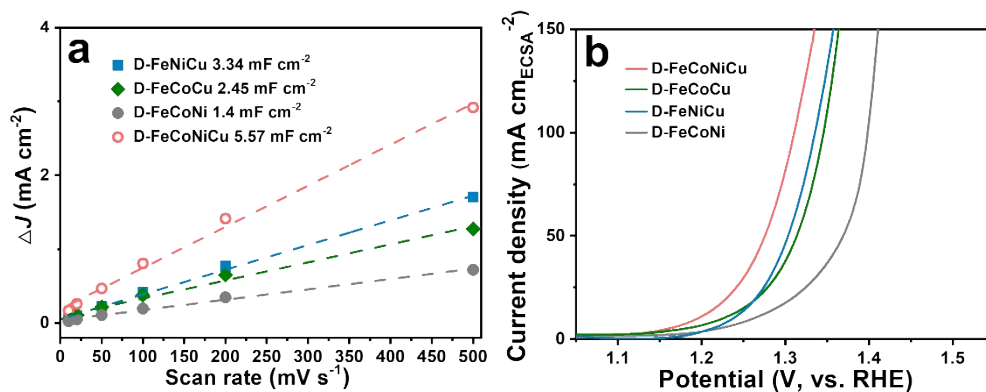 a
D-FeNiCu 3.34 mF cm-2
D-FeCoCu 2.45 mF cm-2
D-FeCoNi 1.4 mF cm-2
D-FeCoNiCu 5.57 mF cm-2
△J (mA cm-2)
4
2
0
0 50 100 150 200 250 300 350 400 450 500
Scan rate (mV s-1)
b
D-FeCoNiCu
D-FeCoCu
D-FeNiCu
D-FeCoNi
Current density (mA cmECSA-2)
150
100
50
0
1.1 1.2 1.3 1.4 1.5
Potential (V, vs. RHE)